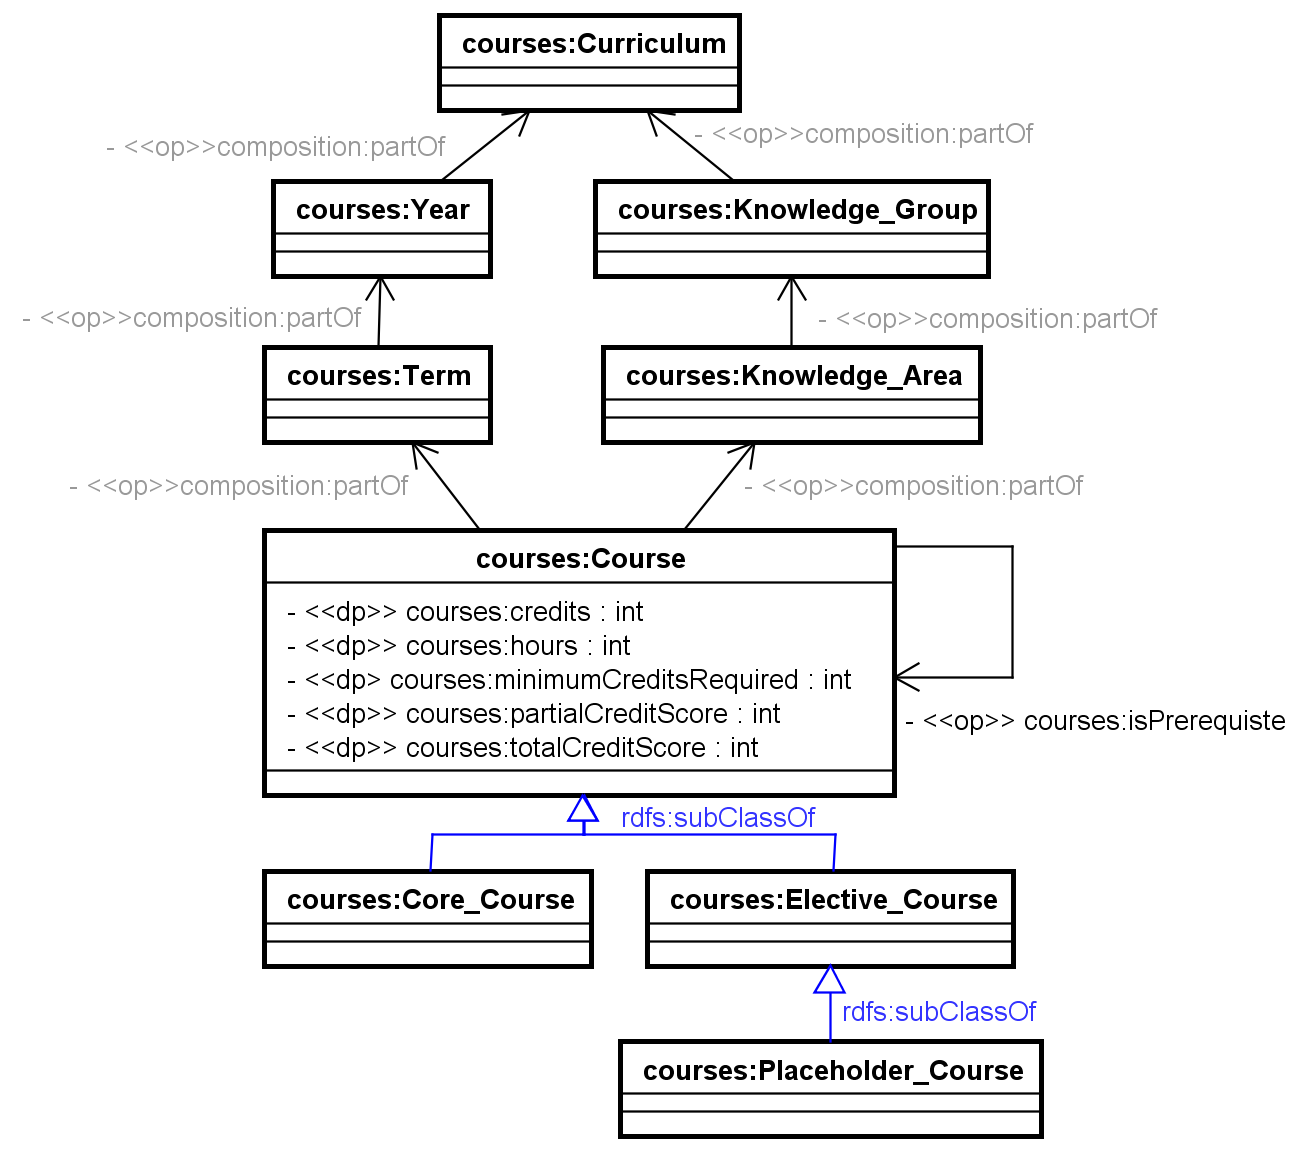 courses:Curriculum
- <<op>>composition:partOf
- <<op>>composition:partOf
courses:Year
courses:Knowledge_Group
- <<op>>composition:partOf
- <<op>>composition:partOf
courses:Term
courses:Knowledge_Area
- <<op>>composition:partOf
- <<op>>composition:partOf
courses:Course
- <<dp>> courses:credits : int
- <<dp>> courses:hours : int
- <<dp> courses:minimumCreditsRequired : int
- <<dp>> courses:partialCreditScore : int
- <<dp>> courses:totalCreditScore : int
- <<op>> courses:isPrerequiste
rdfs:subClassOf
courses:Core_Course
courses:Elective_Course
rdfs:subClassOf
courses:Placeholder_Course